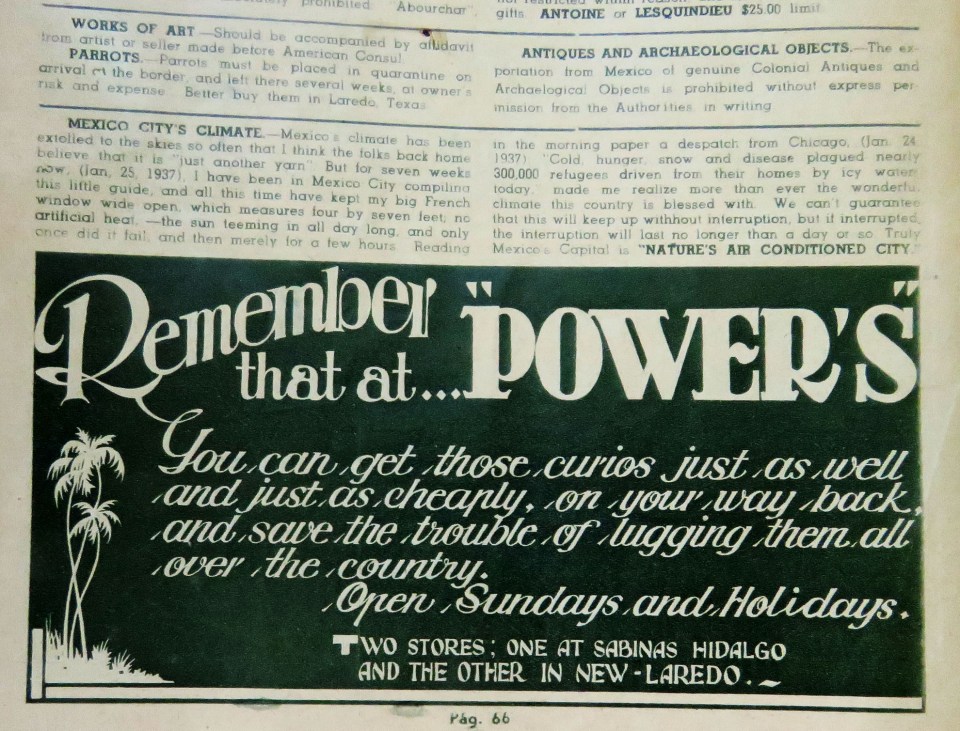 prohibited "Abourchar",
WORKS OF ART.—Should be accompanied by affidavit
from artist or seller made before American Consul.
PARROTS.—Parrots must be placed in quarantine on
arrival at the border, and left there several weeks, at owner's
risk and expense. Better buy them in Laredo, Texas
gifts ANTOINE or LESQUINDIEU $25.00 limit
ANTIQUES AND ARCHAEOLOGICAL OBJECTS.—The ex-
portation from Mexico of genuine Colonial Antiques and
Archaelogical Objects is prohibited without express per-
mission from the Authorities, in writing
MEXICO CITY'S CLIMATE.—Mexico's climate has been
extolled to the skies so often that I think the folks back home
believe that it is "just another yarn" But for seven weeks
now, (Jan. 25, 1937), I have been in Mexico City compiling
this little guide, and all this time have kept my big French
window wide open, which measures four by seven feet; no
artificial heat, —the sun teeming in all day long, and only
once did it fail, and then merely for a few hours. Reading
in the morning paper a despatch from Chicago, (Jan. 24,
1937) "Cold, hunger, snow and disease plagued nearly
300,000 refugees driven from their homes by icy water
today, made me realize more than ever the wonderful
climate this country is blessed with. We can't guarantee
that this will keep up withhout interruption, but if interrupted,
the interruption will last no longer than a day or so. Truly
Mexico's Capital is "NATURE'S AIR CONDITIONED CITY."
Remember
that at... "POWER'S"
You can get those curios just as well
and just as cheaply, on your way back,
and save the trouble of lugging them all
over the country.
Open Sundays and Holidays.
TWO STORES; ONE AT SABINAS HIDALGO
AND THE OTHER IN NEW-LAREDO.
Pág. 66